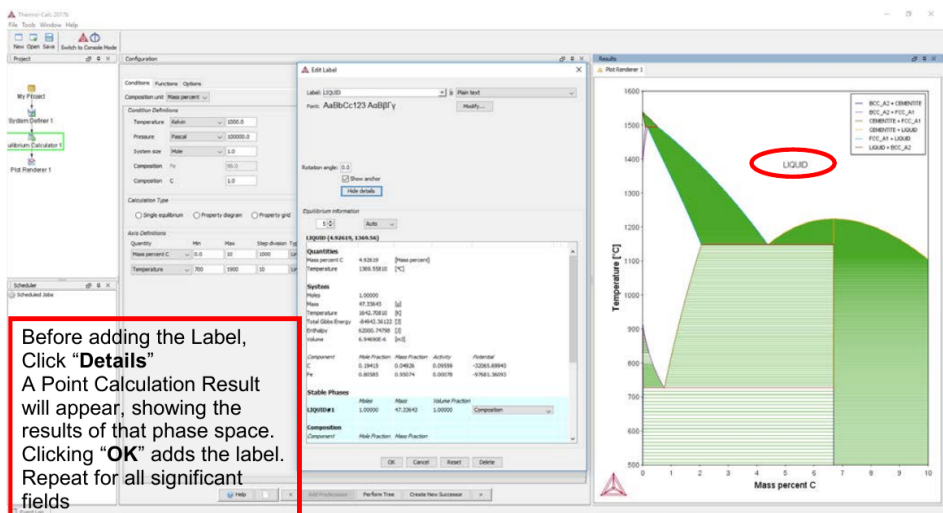 Thermo-Calc 2017b
File Tools Window Help
New Open Save Switch to Console Mode
Project
My Project
System Definer 1
uilibrium Calculator 1
Plot Renderer 1
Scheduler
Scheduled Jobs
Configuration
Conditions Functions Options
Composition unit Mass percent
Condition Definitions
Temperature Kelvin 1000.0
Pressure Pascal 100000.0
System size Mole 1.0
Composition Fe 99.0
Composition C 1.0
Calculation Type
Single equilibrium Property diagram Property grid
Axis Definitions
Quantity Min Max Step division Typ
Mass percent C 0.0 10 1000 Lin
Temperature 700 1900 10 Lin
Help
Add Predecessor Perform Tree Create New Successor
Edit Label
Label: LIQUID is Plain text
Font: AaBbCc123 ΑαΒβΓγ Modify...
Rotation angle: 0.0
Show anchor
Hide details
Equilibrium information
5 Auto
LIQUID (4.92619, 1369.56)
Quantities
Mass percent C 4.92619 [Mass percent]
Temperature 1369.55810 [°C]
System
Moles 1.00000
Mass 47.33643 [g]
Temperature 1642.70810 [K]
Total Gibbs Energy -84943.36122 [J]
Enthalpy 62000.74798 [J]
Volume 6.94690E-6 [m3]
Component Mole Fraction Mass Fraction Activity Potential
C 0.19415 0.04926 0.09559 -32065.69943
Fe 0.80585 0.95074 0.00078 -97681.36093
Stable Phases
Moles Mass Volume Fraction
LIQUID#1 1.00000 47.33643 1.00000 Composition
Composition
Component Mole Fraction Mass Fraction
OK Cancel Reset Delete
Results
Plot Renderer 1
BCC_A2 + CEMENTITE
BCC_A2 + FCC_A1
CEMENTITE + FCC_A1
CEMENTITE + LIQUID
FCC_A1 + LIQUID
LIQUID + BCC_A2
LIQUID
Temperature [°C]
1600
1500
1400
1300
1200
1100
1000
900
800
700
600
500
0 1 2 3 4 5 6 7 8 9 10
Mass percent C
Before adding the Label,
Click “Details”
A Point Calculation Result
will appear, showing the
results of that phase space.
Clicking “OK” adds the label.
Repeat for all significant
fields
Event Log